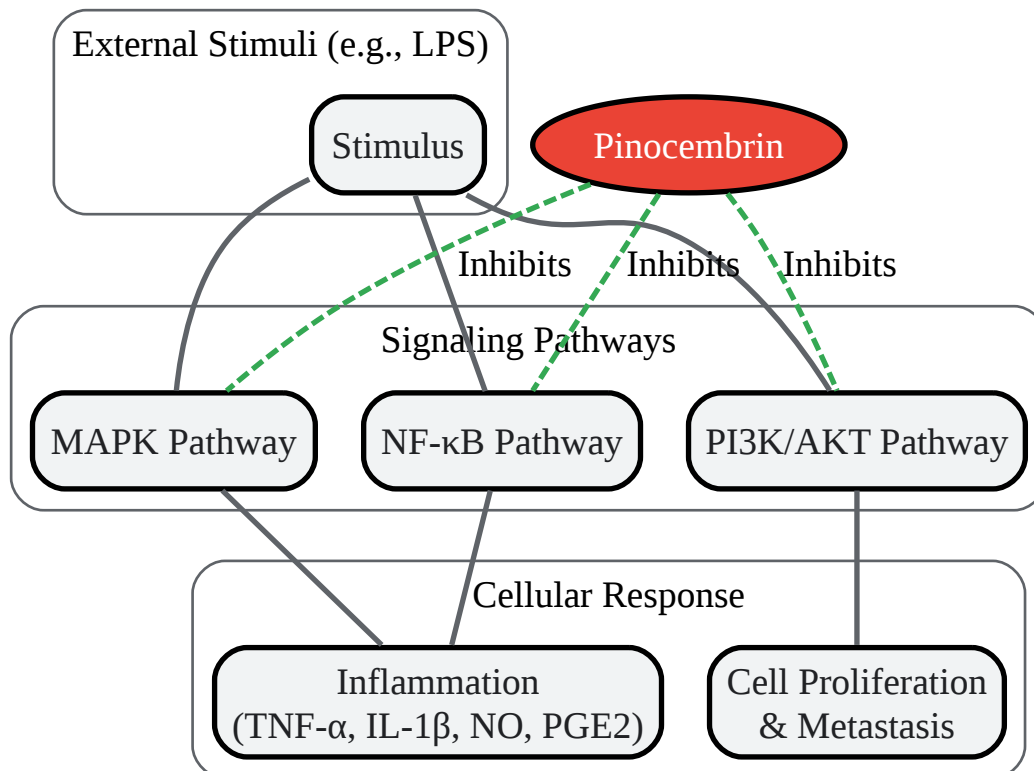 External Stimuli (e.g., LPS)
Stimulus
Pinocembrin
Inhibits
Inhibits
Inhibits
Signaling Pathways
MAPK Pathway
NF-κB Pathway
PI3K/AKT Pathway
Cellular Response
Inflammation
(TNF-α, IL-1β, NO, PGE2)
Cell Proliferation
& Metastasis